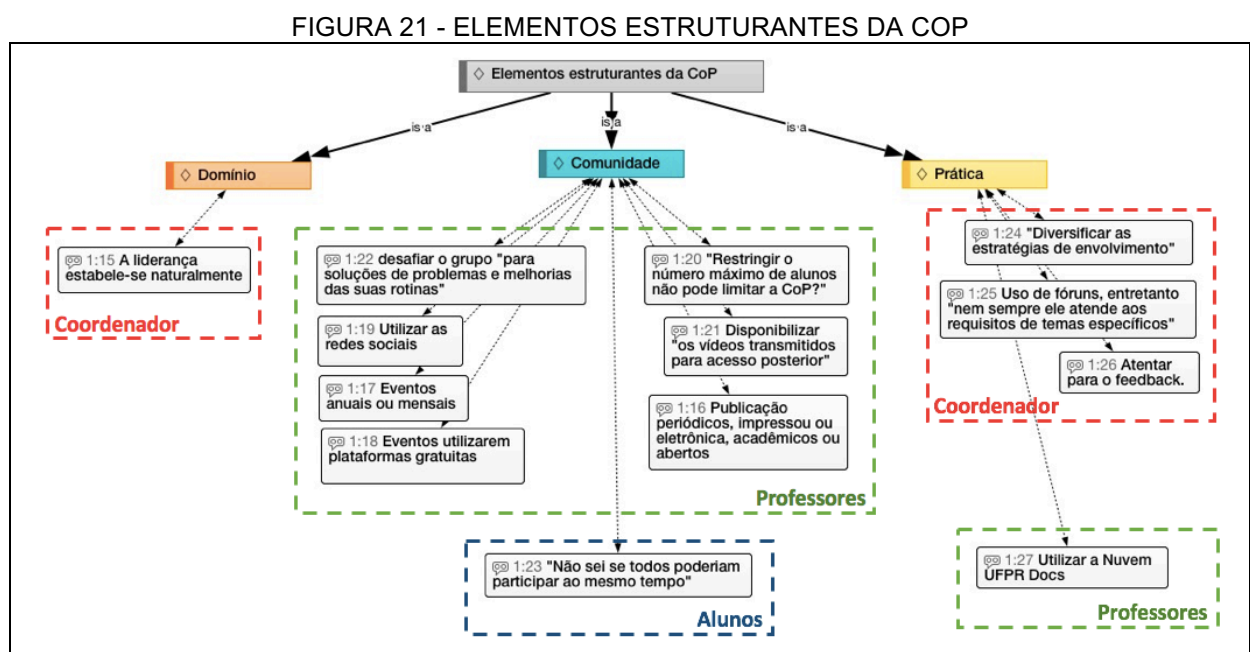 FIGURA 21 - ELEMENTOS ESTRUTURANTES DA COP
◇ Elementos estruturantes da CoP
is a
is a
is a
◇ Domínio
◇ Comunidade
◇ Prática
1:15 A liderança
estabele-se naturalmente
Coordenador
1:22 desafiar o grupo "para
soluções de problemas e melhorias
das suas rotinas"
1:19 Utilizar as
redes sociais
1:17 Eventos
anuais ou mensais
1:18 Eventos utilizarem
plataformas gratuitas
1:20 "Restringir o
número máximo de alunos
não pode limitar a CoP?"
1:21 Disponibilizar
"os vídeos transmitidos
para acesso posterior"
1:16 Publicação
periódicos, impressou ou
eletrônica, acadêmicos ou
abertos
Professores
1:23 "Não sei se todos poderiam
participar ao mesmo tempo"
Alunos
1:24 "Diversificar as
estratégias de envolvimento"
1:25 Uso de fóruns, entretanto
"nem sempre ele atende aos
requisitos de temas específicos"
1:26 Atentar
para o feedback.
Coordenador
1:27 Utilizar a Nuvem
UFPR Docs
Professores